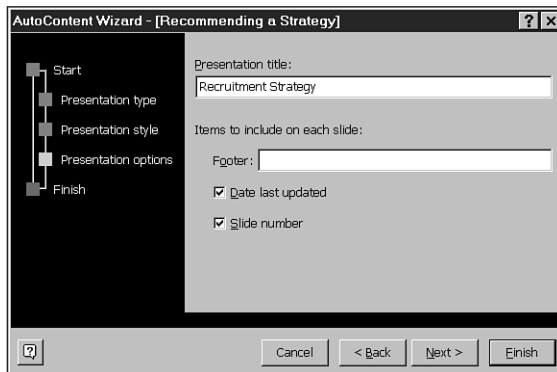 AutoContent Wizard - [Recommending a Strategy]
Start
Presentation type
Presentation style
Presentation options
Finish
Presentation title:
Recruitment Strategy
Items to include on each slide:
Footer:
Date last updated
Slide number
Cancel
< Back
Next >
Finish